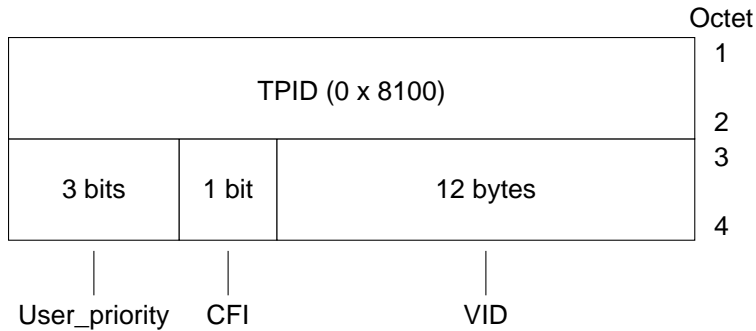 Octet
1
TPID (0 x 8100)
2
3
3 bits
1 bit
12 bytes
4
User_priority
CFI
VID